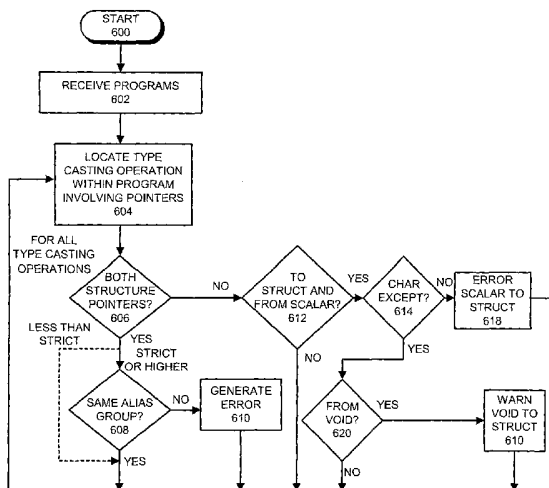 START
600
RECEIVE PROGRAMS
602
LOCATE TYPE
CASTING OPERATION
WITHIN PROGRAM
INVOLVING POINTERS
604
FOR ALL
TYPE CASTING
OPERATIONS
BOTH
STRUCTURE
POINTERS?
606
NO
TO
STRUCT AND
FROM SCALAR?
612
YES
CHAR
EXCEPT?
614
NO
ERROR
SCALAR TO
STRUCT
618
LESS THAN
STRICT
YES
STRICT
OR HIGHER
NO
YES
SAME ALIAS
GROUP?
608
NO
GENERATE
ERROR
610
FROM
VOID?
620
YES
WARN
VOID TO
STRUCT
610
YES
NO